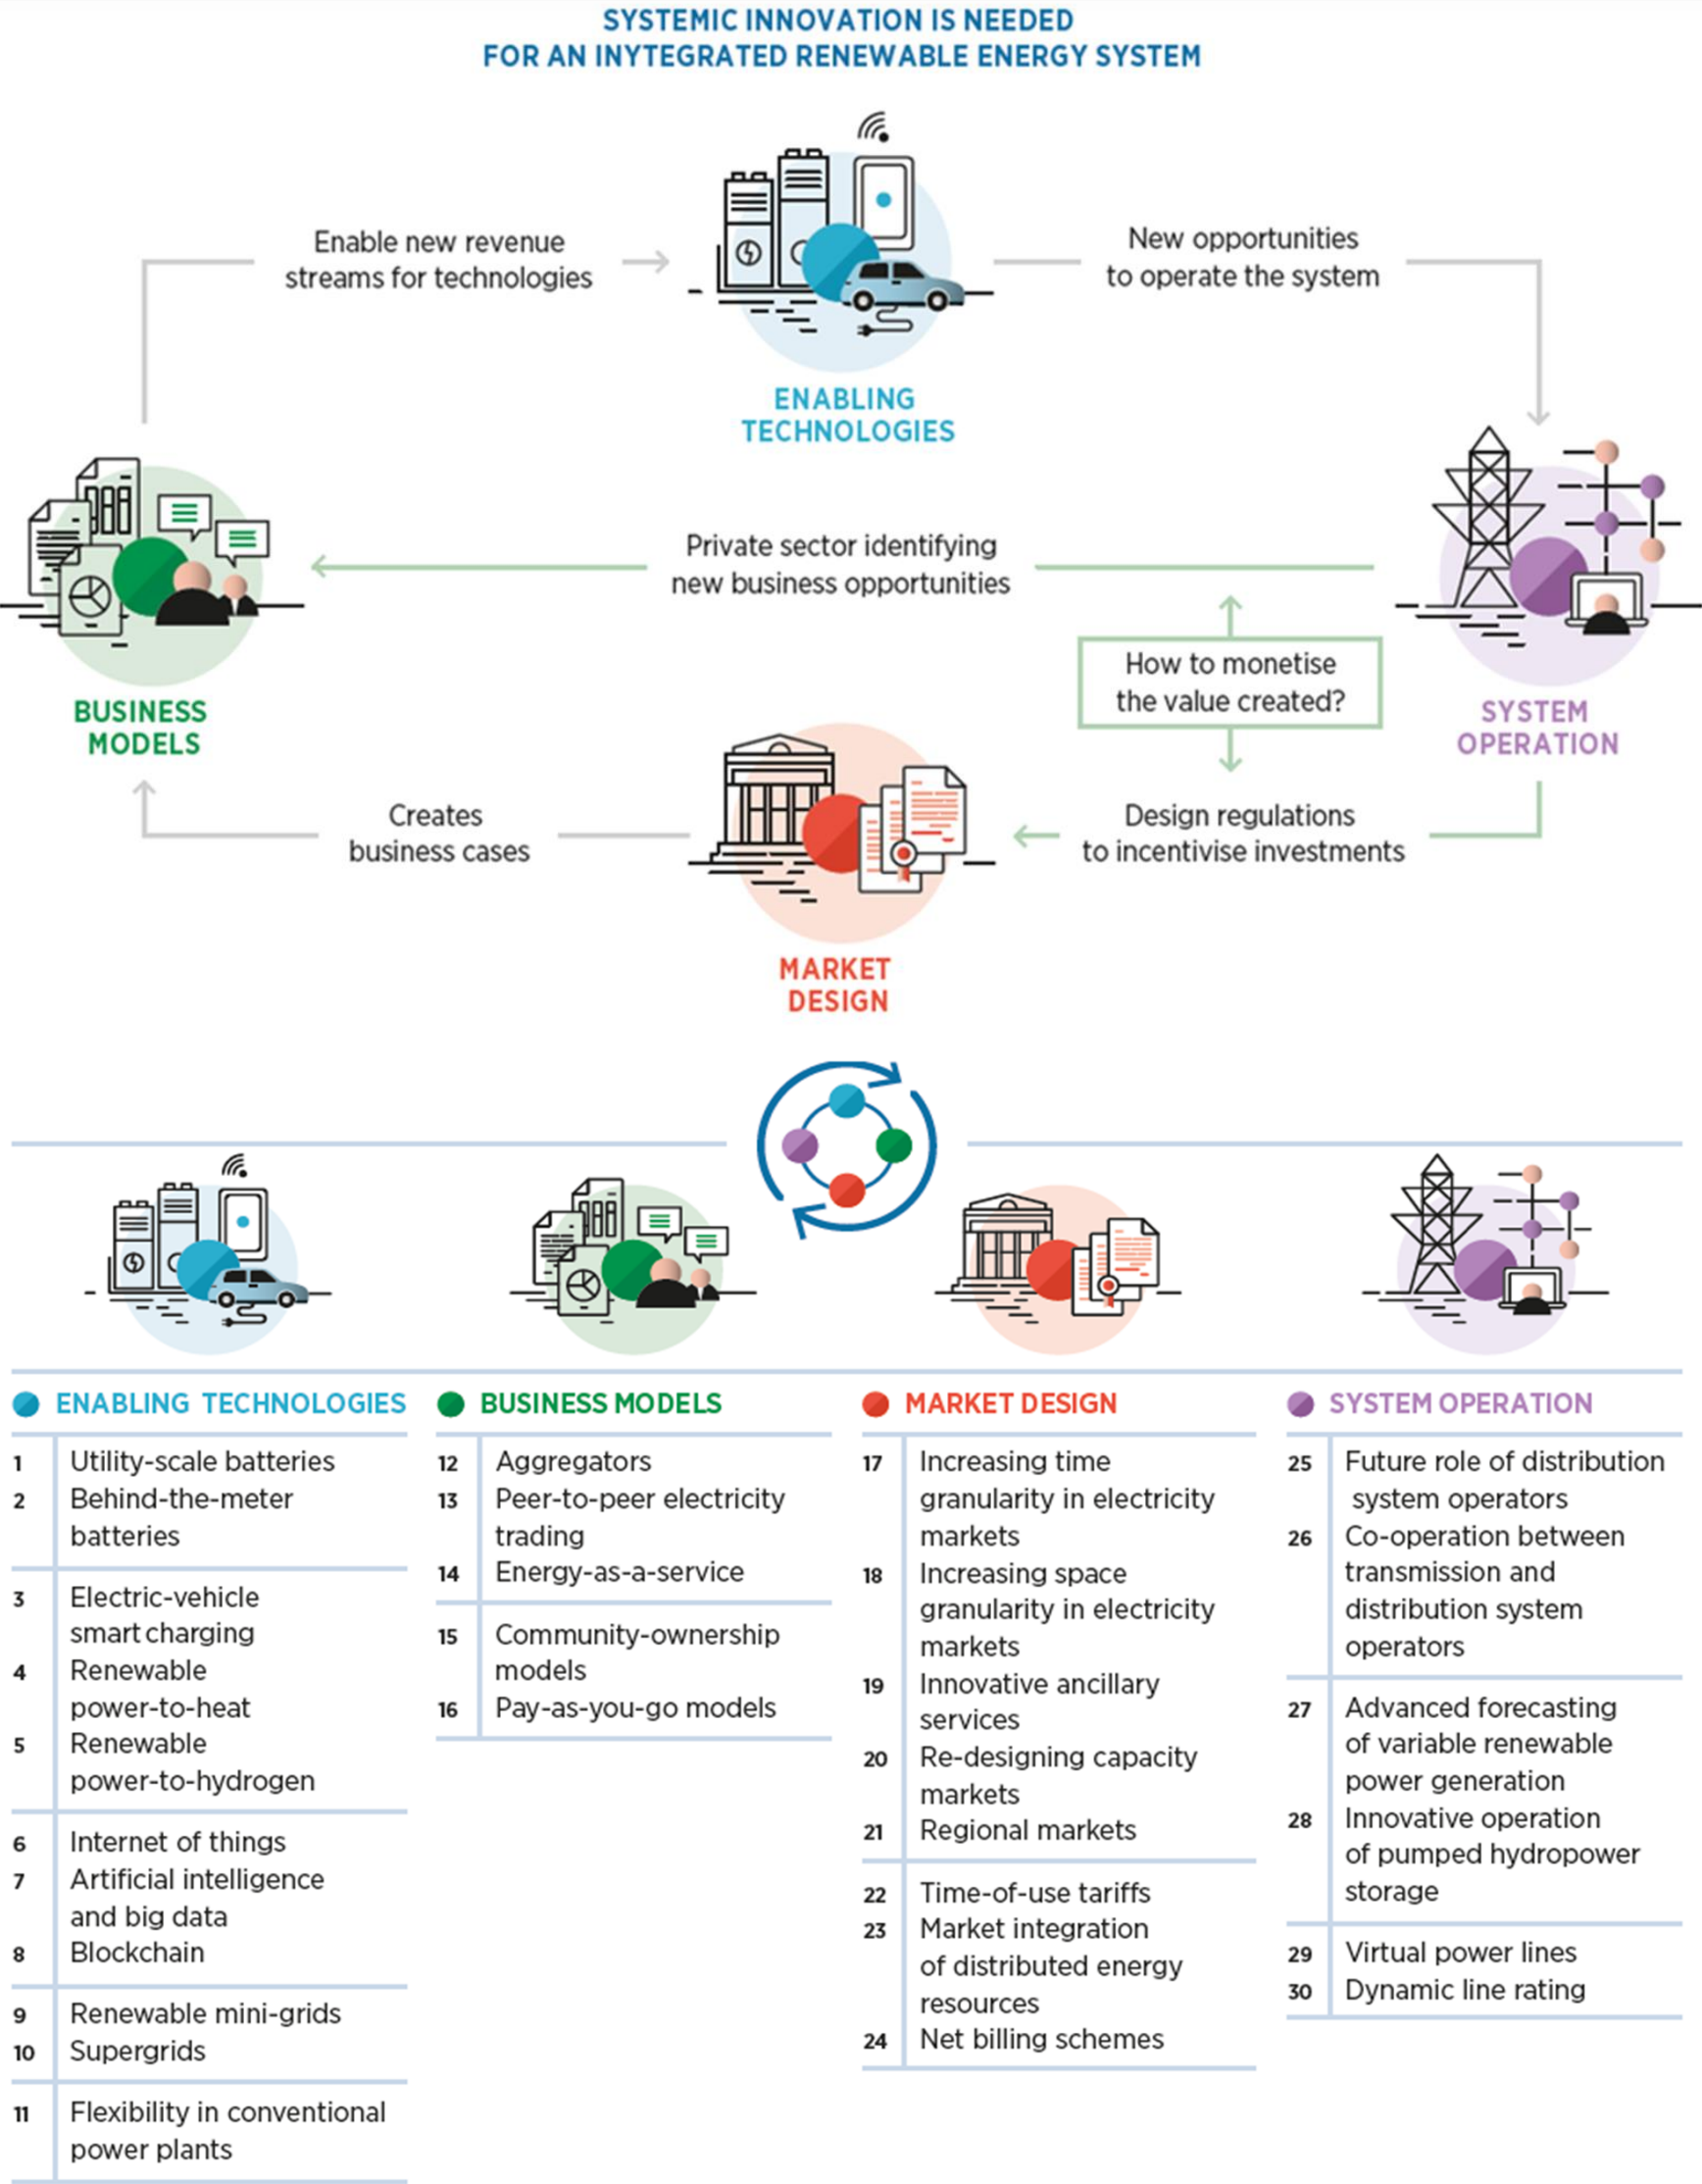 SYSTEMIC INNOVATION IS NEEDED
FOR AN INYTEGRATED RENEWABLE ENERGY SYSTEM
Enable new revenue
streams for technologies
New opportunities
to operate the system
ENABLING
TECHNOLOGIES
Private sector identifying
new business opportunities
How to monetise
the value created?
BUSINESS
MODELS
SYSTEM
OPERATION
Creates
business cases
Design regulations
to incentivise investments
MARKET
DESIGN
ENABLING TECHNOLOGIES
1 Utility-scale batteries
2 Behind-the-meter
batteries
3 Electric-vehicle
smart charging
4 Renewable
power-to-heat
5 Renewable
power-to-hydrogen
6 Internet of things
7 Artificial intelligence
and big data
8 Blockchain
9 Renewable mini-grids
10 Supergrids
11 Flexibility in conventional
power plants
BUSINESS MODELS
12 Aggregators
13 Peer-to-peer electricity
trading
14 Energy-as-a-service
15 Community-ownership
models
16 Pay-as-you-go models
MARKET DESIGN
17 Increasing time
granularity in electricity
markets
18 Increasing space
granularity in electricity
markets
19 Innovative ancillary
services
20 Re-designing capacity
markets
21 Regional markets
22 Time-of-use tariffs
23 Market integration
of distributed energy
resources
24 Net billing schemes
SYSTEM OPERATION
25 Future role of distribution
system operators
26 Co-operation between
transmission and
distribution system
operators
27 Advanced forecasting
of variable renewable
power generation
28 Innovative operation
of pumped hydropower
storage
29 Virtual power lines
30 Dynamic line rating